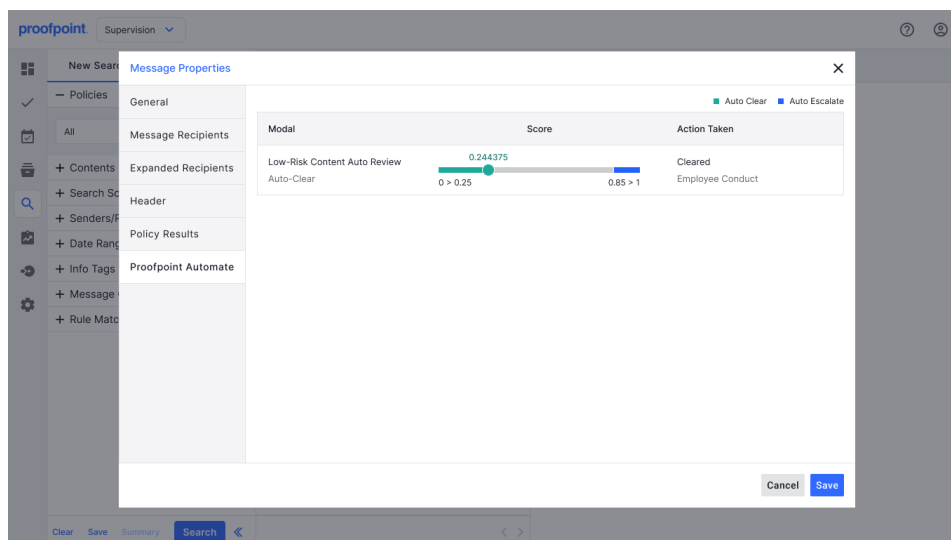 proofpoint.
Supervision
New Sear
Policies
All
Contents
Search Sc
Senders/R
Date Rang
Info Tags
Message
Rule Matc
Clear Save Summary Search
Message Properties
General
Message Recipients
Expanded Recipients
Header
Policy Results
Proofpoint Automate
Auto Clear Auto Escalate
Modal Score Action Taken
Low-Risk Content Auto Review 0.244375 Cleared
Auto-Clear 0 > 0.25 0.85 > 1 Employee Conduct
Cancel Save